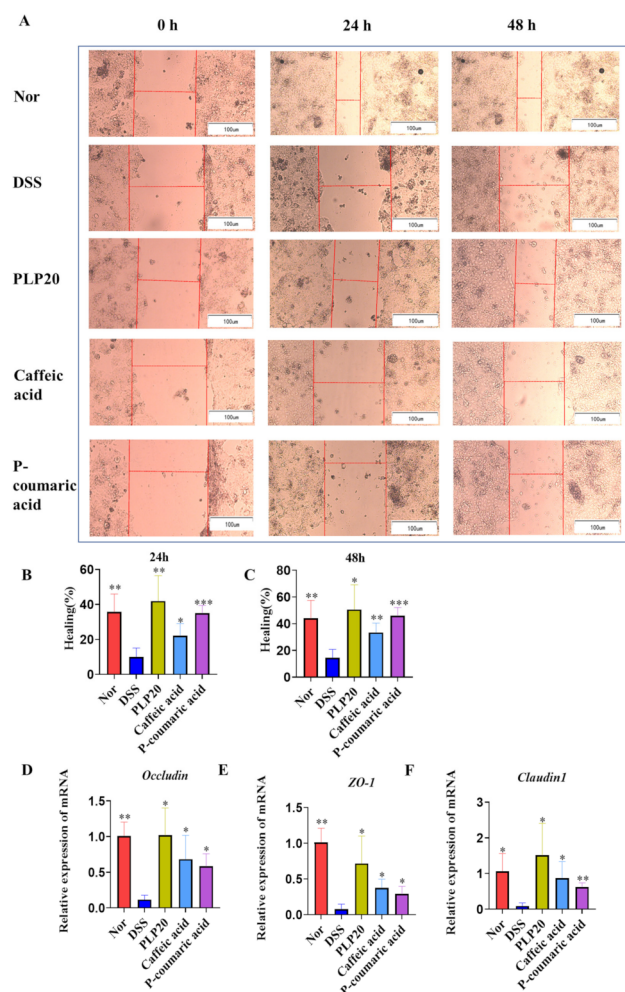 A
0 h 24 h 48 h
Nor
100um 100um 100um
DSS
100um 100um 100um
PLP20
100um 100um 100um
Caffeic
acid
100um 100um 100um
P-
coumaric
acid
100um 100um 100um
B
24h
Healing(%)
60
40
20
0
** ** * ***
Nor
DSS
PLP20
Caffeic acid
P-coumaric acid
C
48h
Healing(%)
80
60
40
20
0
** * ** ***
Nor
DSS
PLP20
Caffeic acid
P-coumaric acid
D
Occludin
Relative expression of mRNA
1.5
1.0
0.5
0.0
** * * *
Nor
DSS
PLP20
Caffeic acid
P-coumaric acid
E
ZO-1
Relative expression of mRNA
1.5
1.0
0.5
0.0
** * * *
Nor
DSS
PLP20
Caffeic acid
P-coumaric acid
F
Claudin1
Relative expression of mRNA
3
2
1
0
* * * **
Nor
DSS
PLP20
Caffeic acid
P-coumaric acid